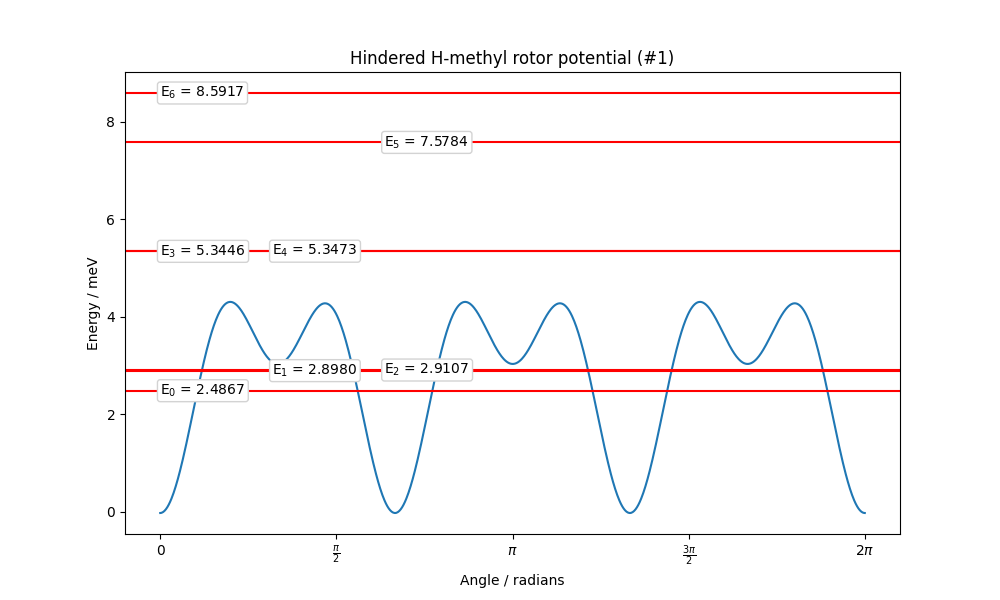 Hindered H-methyl rotor potential (#1)
E₆ = 8.5917
8
E₅ = 7.5784
6
E₃ = 5.3446
E₄ = 5.3473
4
E₁ = 2.8980
E₂ = 2.9107
E₀ = 2.4867
2
0
Energy / meV
0
π/2
π
3π/2
2π
Angle / radians